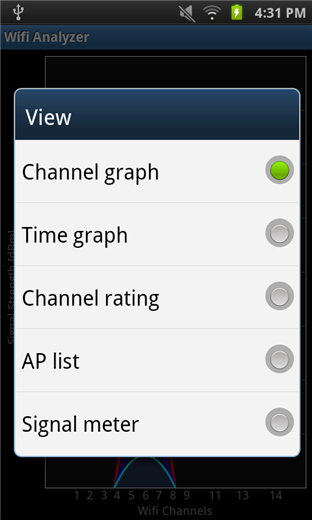 4:31 PM
Wifi Analyzer
View
Channel graph
Time graph
Channel rating
AP list
Signal meter
Signal Strength [dBm]
1 2 3 4 5 6 7 8 9 11 13 14
Wifi Channels